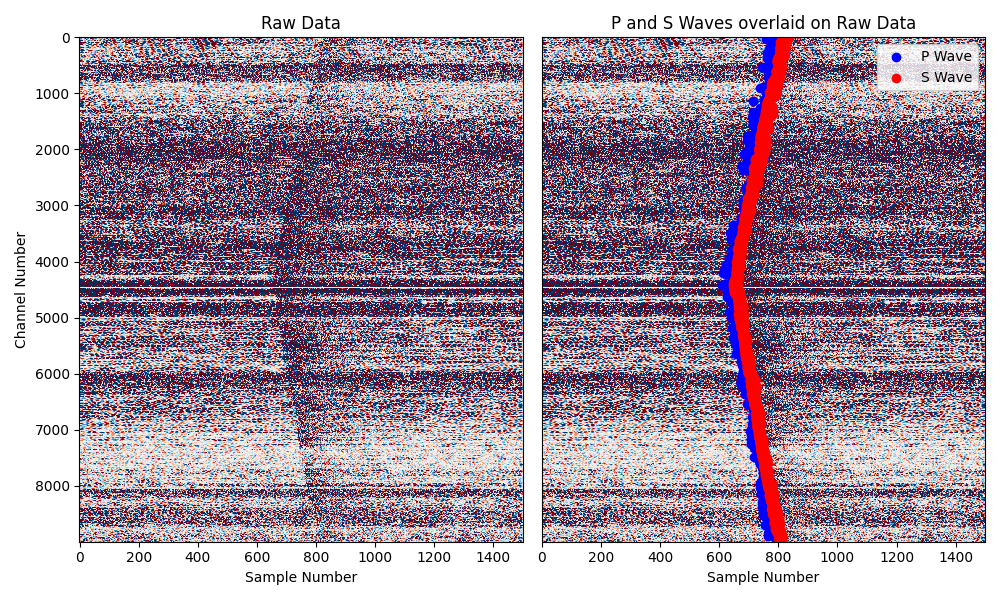 Raw Data
P and S Waves overlaid on Raw Data
Channel Number
0
1000
2000
3000
4000
5000
6000
7000
8000
0 200 400 600 800 1000 1200 1400
Sample Number
P Wave
S Wave
0 200 400 600 800 1000 1200 1400
Sample Number